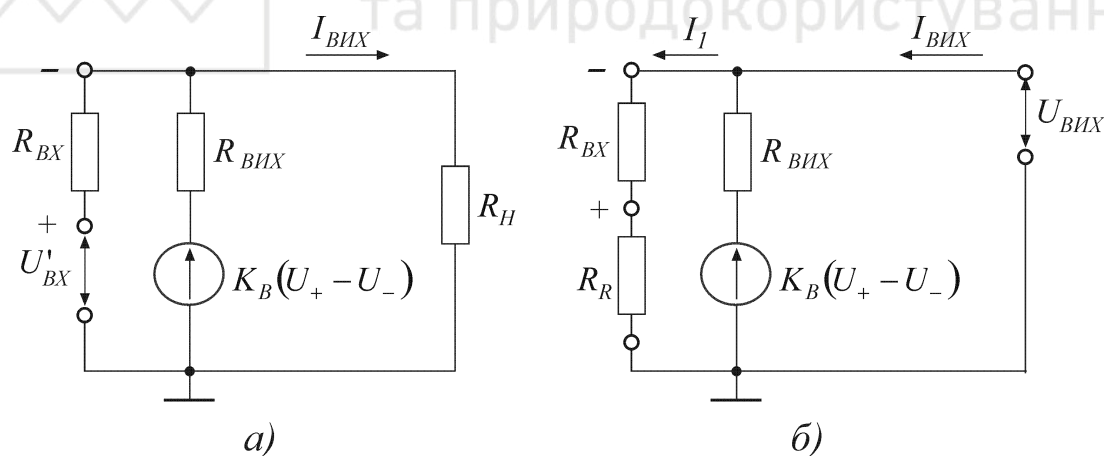 та природокористуванн
I_ВИХ
−
R_ВХ
R_ВИХ
R_Н
+
U'_ВХ
K_В(U_+ − U_−)
а)
I_1
I_ВИХ
−
U_ВИХ
R_ВХ
R_ВИХ
+
R_R
K_В(U_+ − U_−)
б)